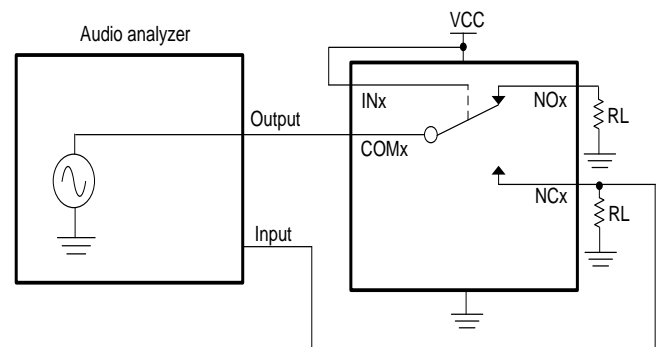 VCC
Audio analyzer
INx
NOx
RL
Output
COMx
NCx
RL
Input